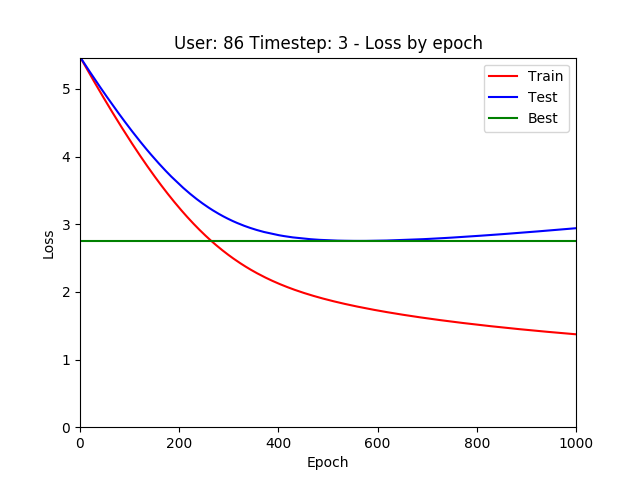 User: 86 Timestep: 3 - Loss by epoch
Train
Test
Best
5
4
3
2
1
0
Loss
0 200 400 600 800 1000
Epoch